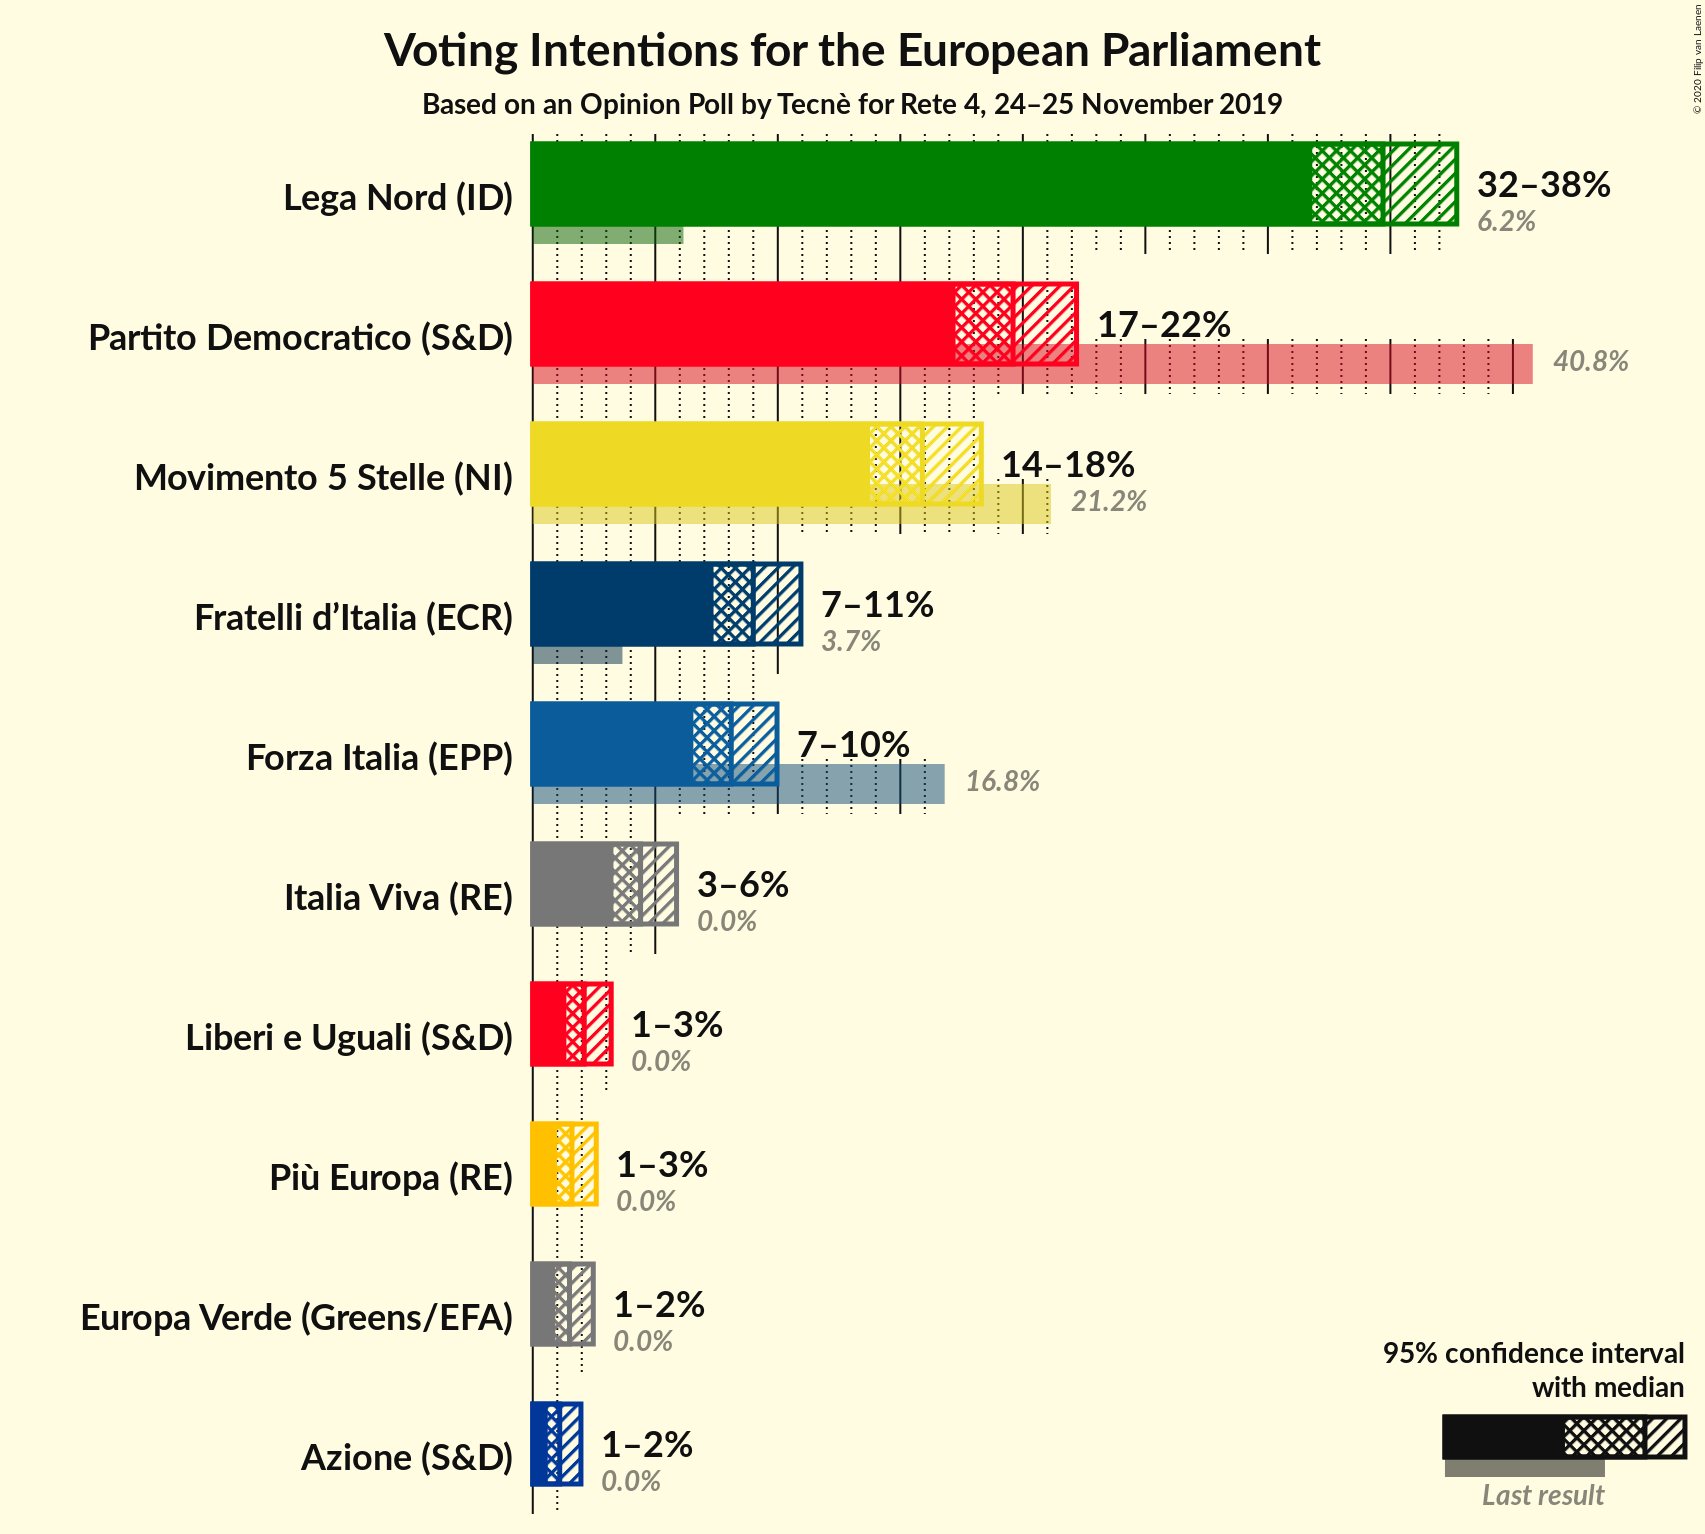 Voting Intentions for the European Parliament
Based on an Opinion Poll by Tecnè for Rete 4, 24–25 November 2019
© 2020 Filip van Laenen
Lega Nord (ID)
32–38%
6.2%
Partito Democratico (S&D)
17–22%
40.8%
Movimento 5 Stelle (NI)
14–18%
21.2%
Fratelli d’Italia (ECR)
7–11%
3.7%
Forza Italia (EPP)
7–10%
16.8%
Italia Viva (RE)
3–6%
0.0%
Liberi e Uguali (S&D)
1–3%
0.0%
Più Europa (RE)
1–3%
0.0%
Europa Verde (Greens/EFA)
1–2%
0.0%
Azione (S&D)
1–2%
0.0%
95% confidence interval
with median
Last result